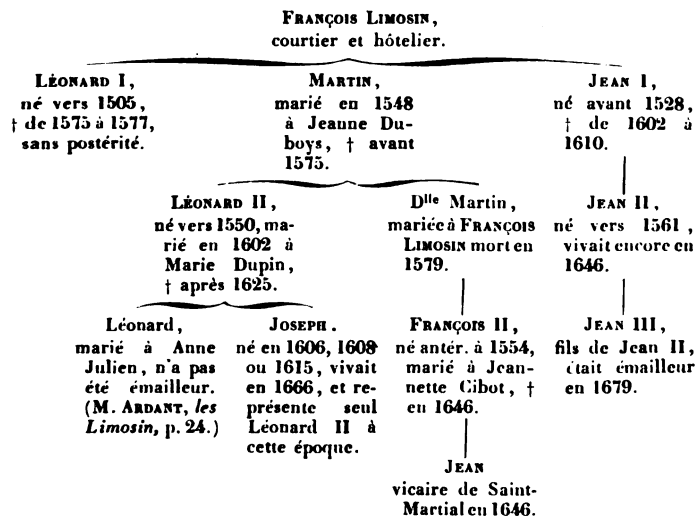 FRANÇOIS LIMOSIN,
courtier et hôtelier.
LÉONARD I,
né vers 1505,
† de 1575 à 1577,
sans postérité.
MARTIN,
marié en 1548
à Jeanne Du-
boys, † avant
1575.
JEAN I,
né avant 1528,
† de 1602 à
1610.
LÉONARD II,
né vers 1550, ma-
rié en 1602 à
Marie Dupin,
† après 1625.
Dlle Martin,
mariée à FRANÇOIS
LIMOSIN mort en
1579.
JEAN II,
né vers 1561,
vivait encore en
1646.
Léonard,
marié à Anne
Julien, n'a pas
été émailleur.
(M. ARDANT, les
Limosin, p. 24.)
JOSEPH.
né en 1606, 1608
ou 1615, vivait
en 1666, et re-
présente seul
Léonard II à
cette époque.
FRANÇOIS II,
né antér. à 1554,
marié à Jean-
nette Cibot, †
en 1646.
JEAN III,
fils de Jean II,
était émailleur
en 1679.
JEAN
vicaire de Saint-
Martial en 1646.